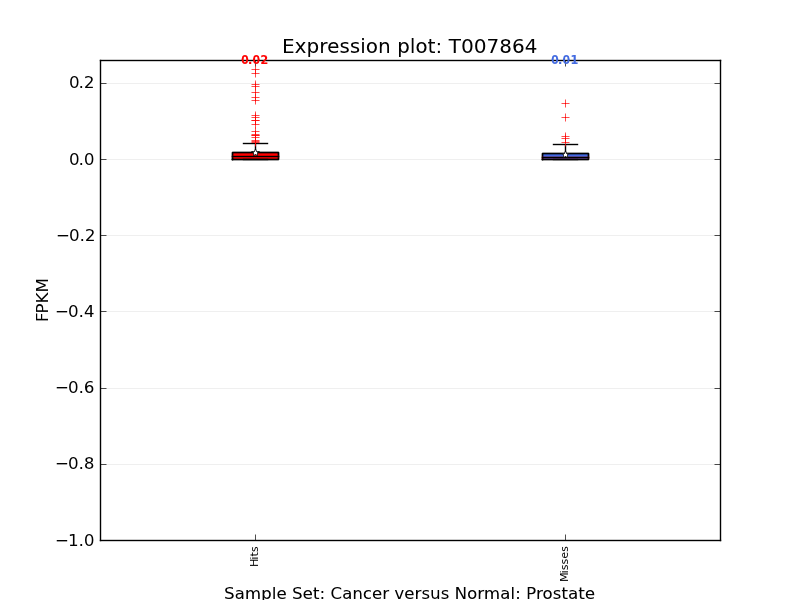 Expression plot: T007864
0.02
0.01
0.2
0.0
−0.2
−0.4
−0.6
−0.8
−1.0
FPKM
Hits
Misses
Sample Set: Cancer versus Normal: Prostate